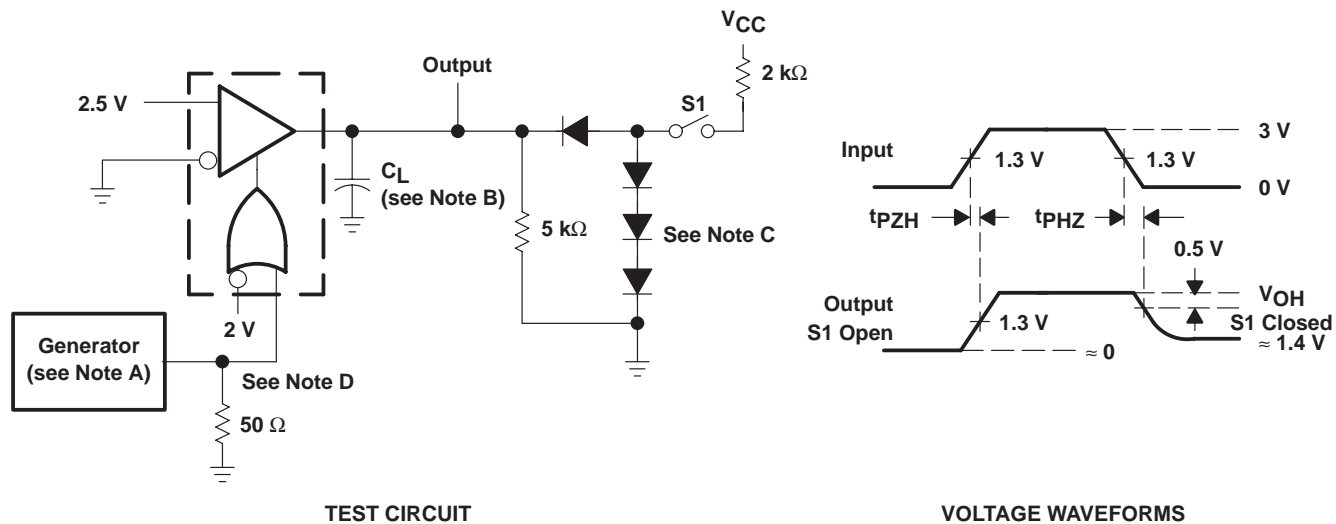 VCC
2 kΩ
Output
S1
2.5 V
CL
(see Note B)
5 kΩ
See Note C
2 V
Generator
(see Note A)
See Note D
50 Ω
TEST CIRCUIT
Input
3 V
1.3 V
1.3 V
0 V
tPZH
tPHZ
0.5 V
Output
S1 Open
1.3 V
VOH
S1 Closed
≈ 1.4 V
≈ 0
VOLTAGE WAVEFORMS